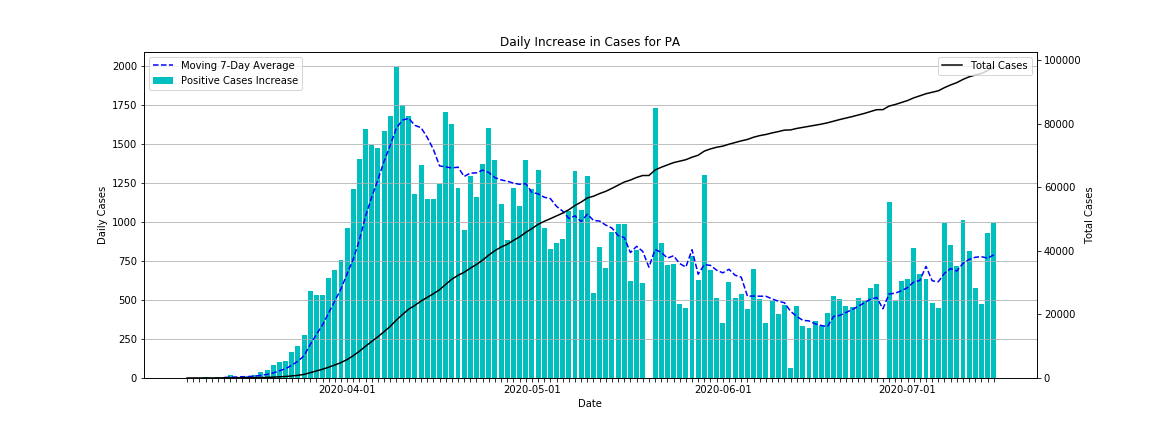 Daily Increase in Cases for PA
Moving 7-Day Average
Positive Cases Increase
Total Cases
2000
1750
1500
1250
1000
750
500
250
0
Daily Cases
100000
80000
60000
40000
20000
0
Total Cases
2020-04-01
2020-05-01
2020-06-01
2020-07-01
Date